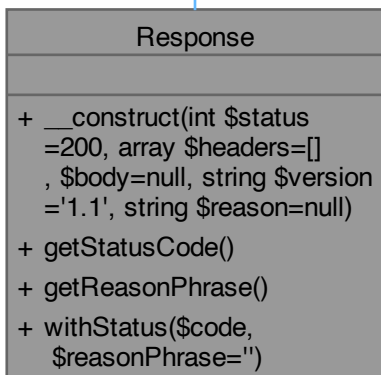 Response
+ __construct(int $status
=200, array $headers=[]
, $body=null, string $version
='1.1', string $reason=null)
+ getStatusCode()
+ getReasonPhrase()
+ withStatus($code,
$reasonPhrase='')